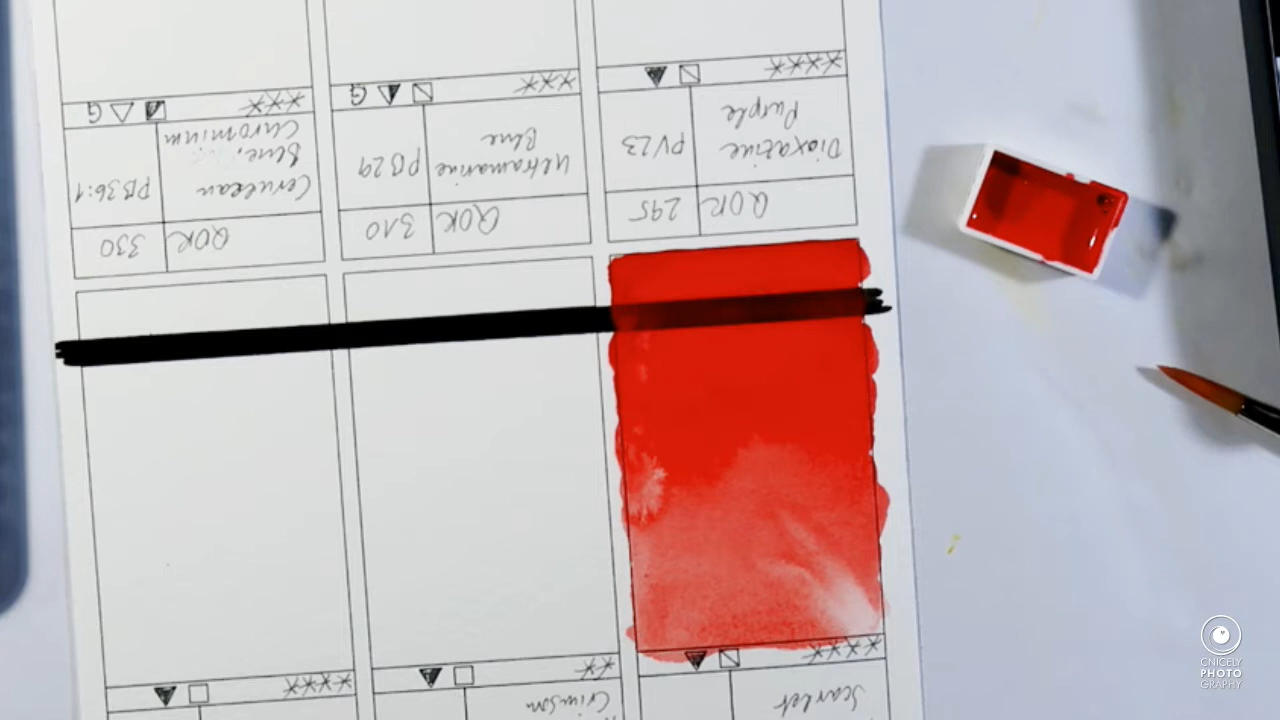 Scarlet
****
Crimson
**
****
QOR 295
Dioxazine PV23
Purple
****
QOR 310
Ultramarine PB29
Blue
*** G
QOR 330
Cerulean PB36:1
Blue,
Chromium
*** G
CNICELY
PHOTO
GRAPHY